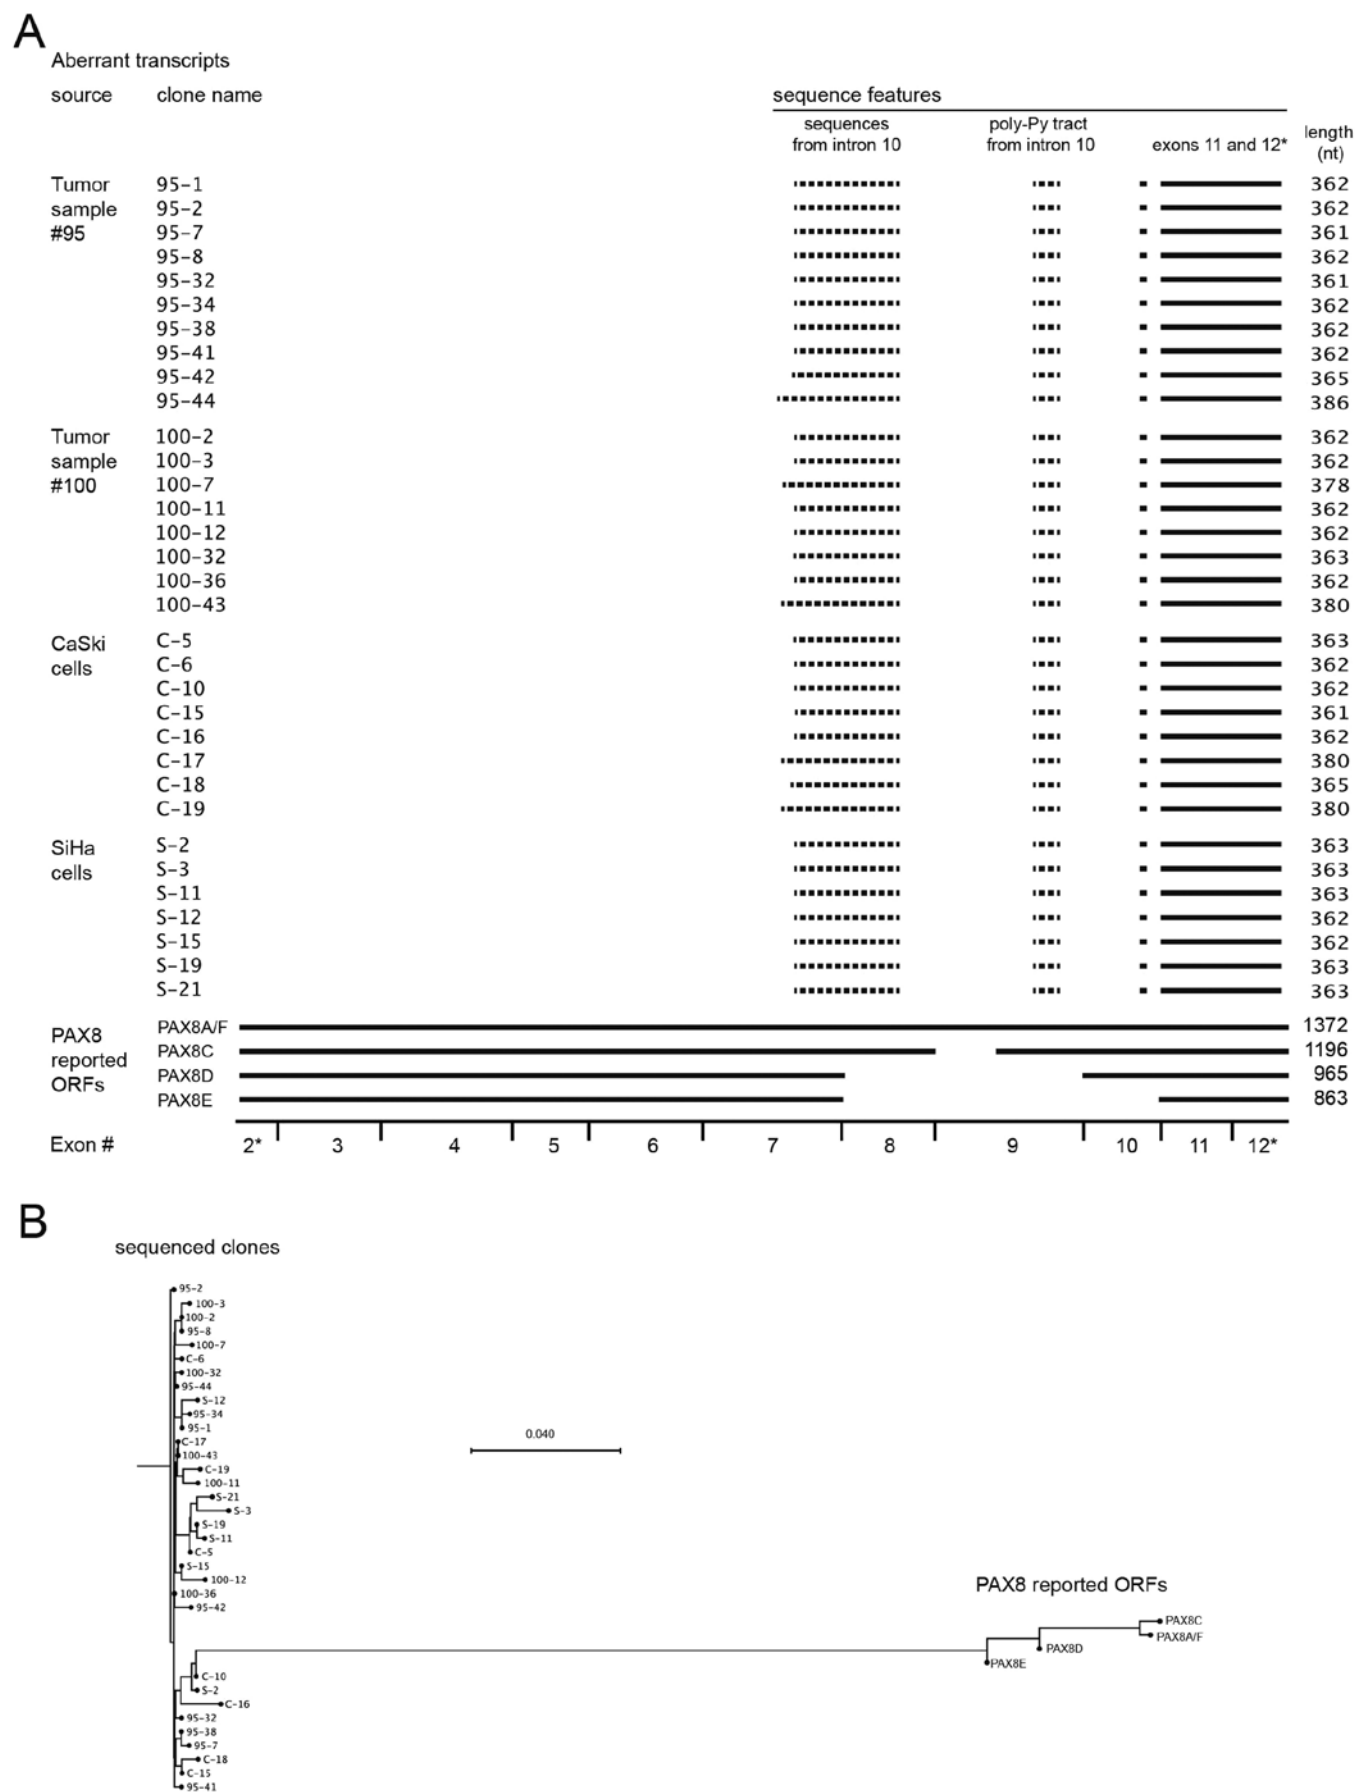 A
Aberrant transcripts
source clone name sequence features
sequences from intron 10 poly-Py tract from intron 10 exons 11 and 12* length (nt)
Tumor sample #95
95-1 362
95-2 362
95-7 361
95-8 362
95-32 361
95-34 362
95-38 362
95-41 362
95-42 365
95-44 386
Tumor sample #100
100-2 362
100-3 362
100-7 378
100-11 362
100-12 362
100-32 363
100-36 362
100-43 380
CaSki cells
C-5 363
C-6 362
C-10 362
C-15 361
C-16 362
C-17 380
C-18 365
C-19 380
SiHa cells
S-2 363
S-3 363
S-11 363
S-12 362
S-15 362
S-19 363
S-21 363
PAX8 reported ORFs
PAX8A/F 1372
PAX8C 1196
PAX8D 965
PAX8E 863
Exon # 2* 3 4 5 6 7 8 9 10 11 12*
B
sequenced clones
95-2
100-3
100-2
95-8
100-7
C-6
100-32
95-44
S-12
95-34
95-1
C-17
0.040
100-43
C-19
100-11
S-21
S-3
S-19
S-11
C-5
S-15
100-12
100-36
95-42
PAX8 reported ORFs
PAX8C
PAX8A/F
PAX8D
PAX8E
C-10
S-2
C-16
95-32
95-38
95-7
C-18
C-15
95-41